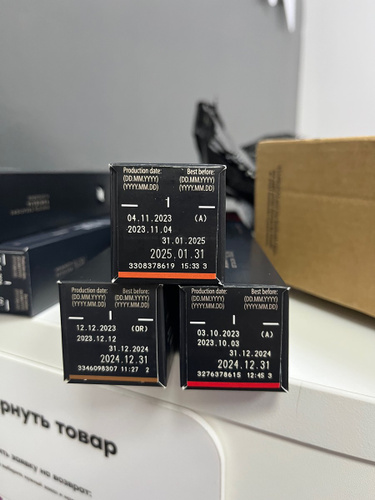 Production date: Best before:
(DD.MM.YYYY) (DD.MM.YYYY)
(YYYY.MM.DD) (YYYY.MM.DD)
— 1 —
04.11.2023 (A)
2023.11.04
31.01.2025
2025.01.31
3308378619 15:33 3
Production date: Best before:
(DD.MM.YYYY) (DD.MM.YYYY)
(YYYY.MM.DD) (YYYY.MM.DD)
— 1 —
12.12.2023 (OR)
2023.12.12
31.12.2024
2024.12.31
3346098307 11:27 2
Production date: Best before:
(DD.MM.YYYY) (DD.MM.YYYY)
(YYYY.MM.DD) (YYYY.MM.DD)
— 1 —
03.10.2023 (A)
2023.10.03
31.12.2024
2024.12.31
3276378615 12:45 3
рнуть товар
заявку на возврат: